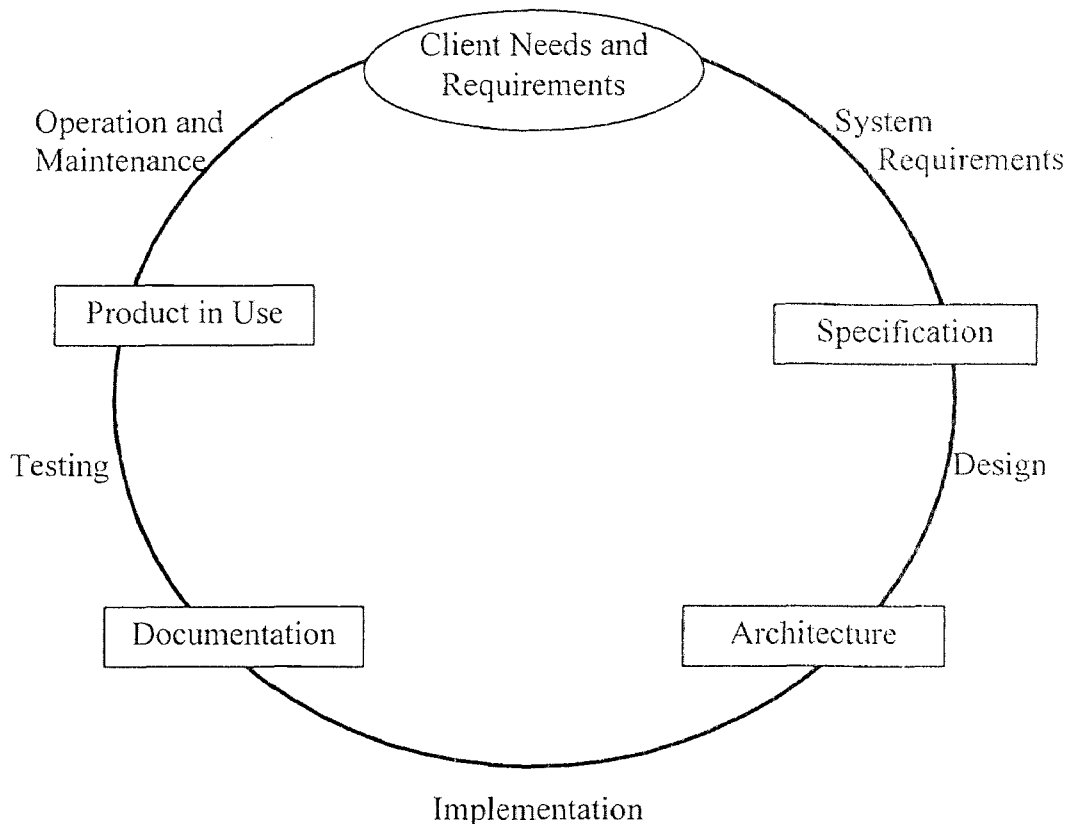 Client Needs and
Requirements
Operation and
Maintenance
System
Requirements
Product in Use
Specification
Testing
Design
Documentation
Architecture
Implementation